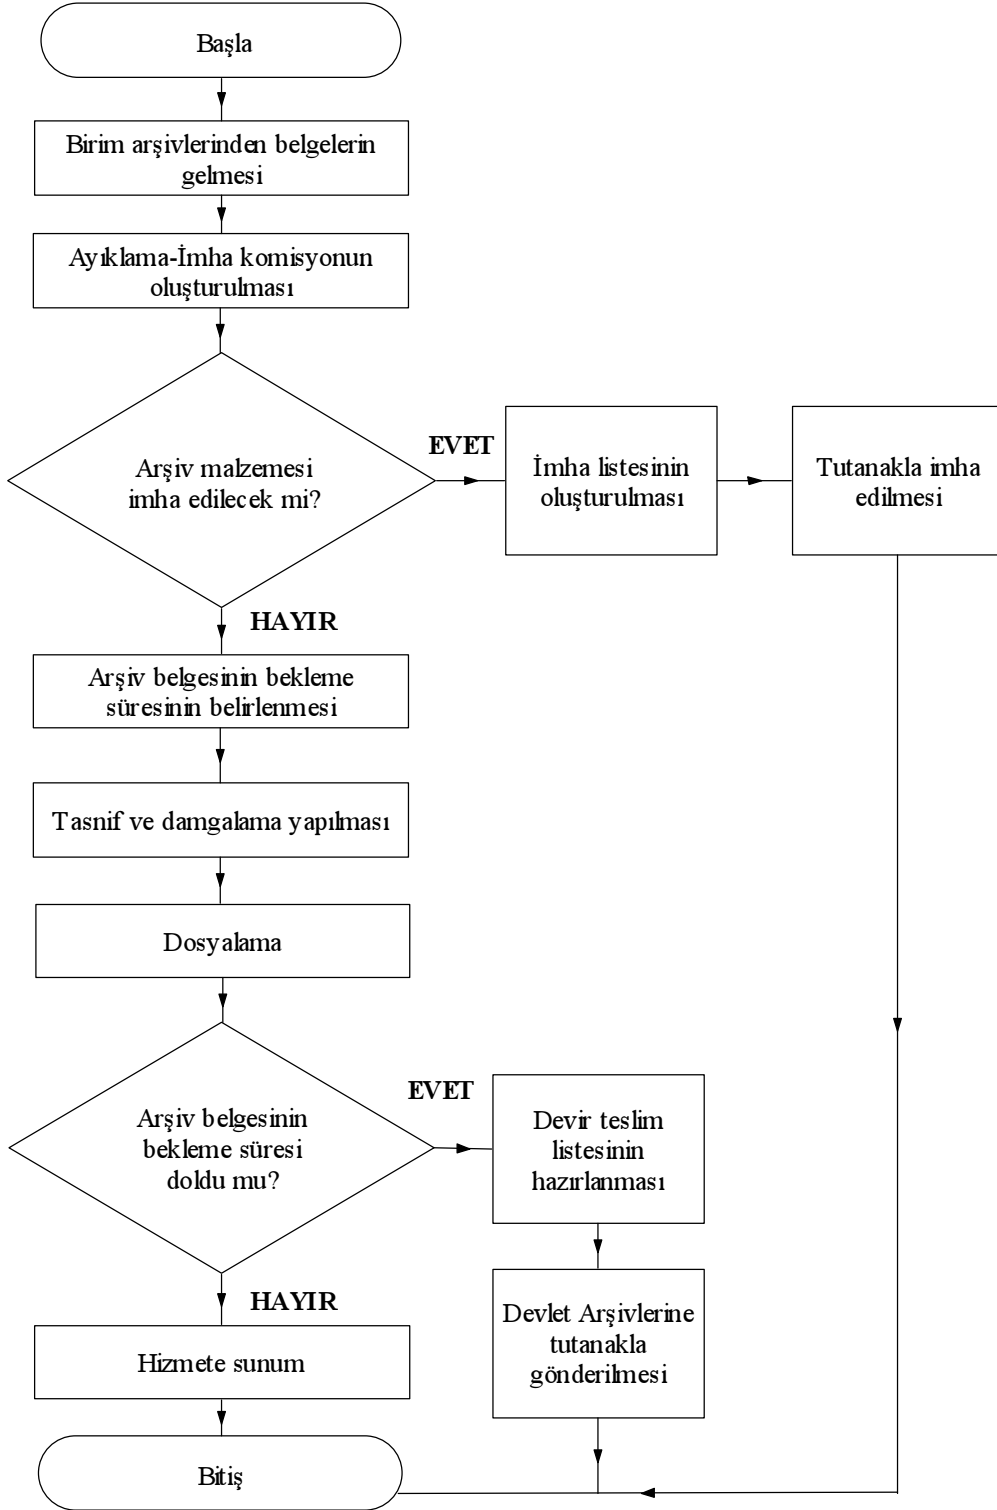 Başla
Birim arşivlerinden belgelerin
gelmesi
Ayıklama-İmha komisyonun
oluşturulması
Arşiv malzemesi
imha edilecek mi?
EVET
İmha listesinin
oluşturulması
Tutanakla imha
edilmesi
HAYIR
Arşiv belgesinin bekleme
süresinin belirlenmesi
Tasnif ve damgalama yapılması
Dosyalama
Arşiv belgesinin
bekleme süresi
doldu mu?
EVET
Devir teslim
listesinin
hazırlanması
Devlet Arşivlerine
tutanakla
gönderilmesi
HAYIR
Hizmete sunum
Bitiş